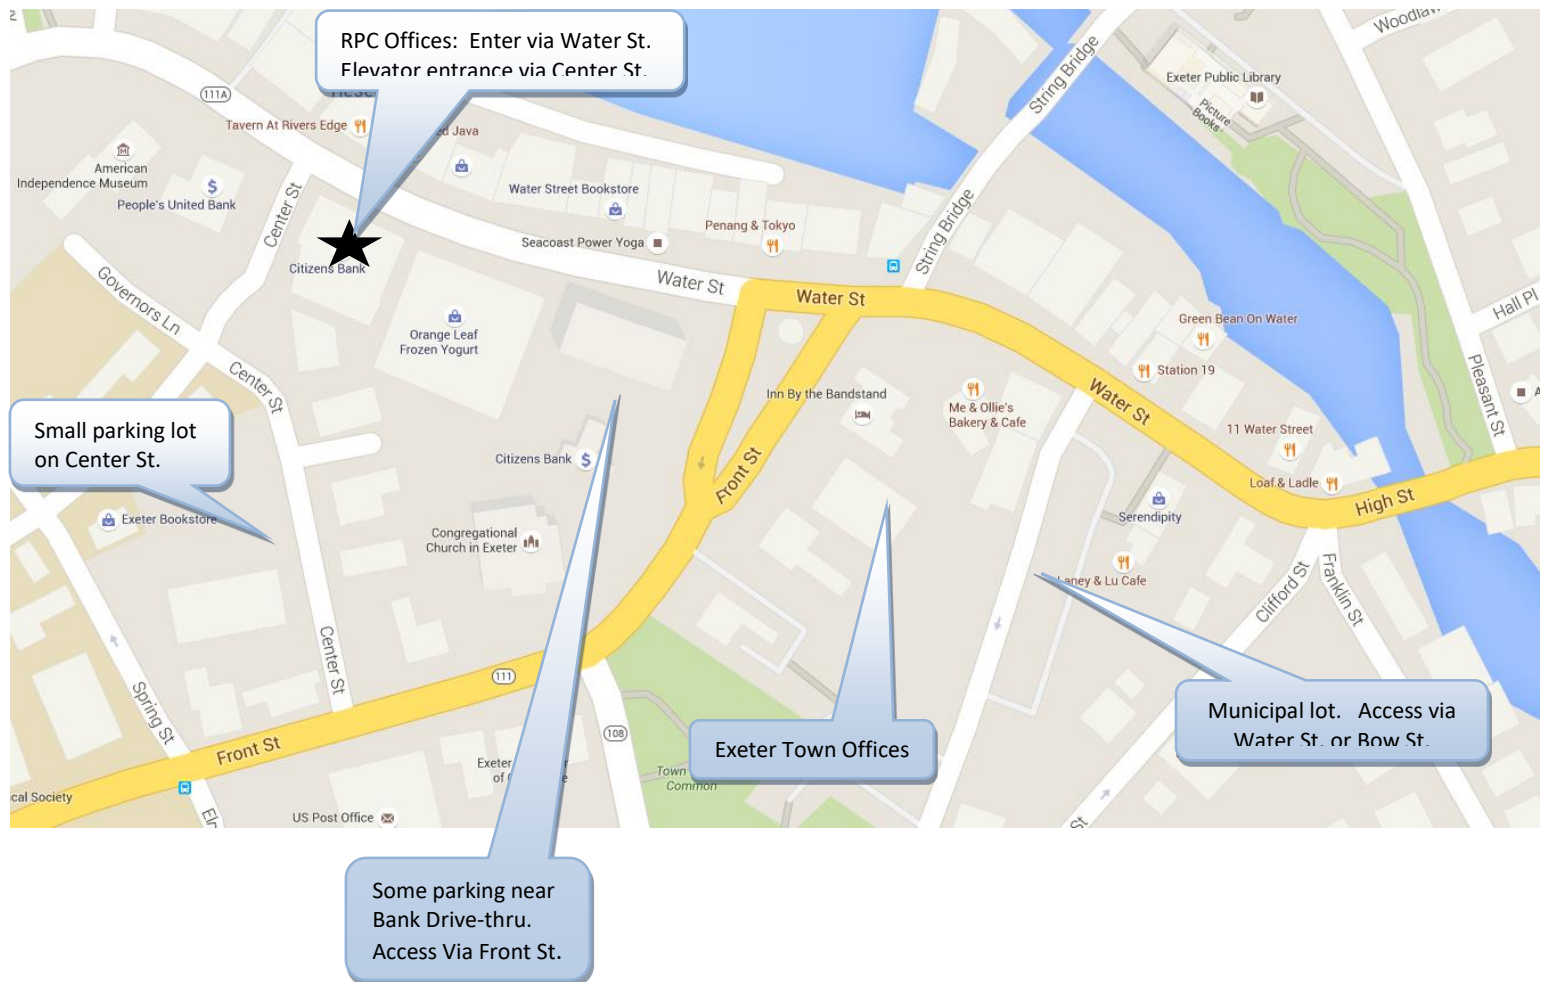 RPC Offices: Enter via Water St.
Elevator entrance via Center St.
Woodlaw
111A
Tavern At Rivers Edge
ed Java
Exeter Public Library
Picture
Books
String Bridge
American
Independence Museum
People's United Bank
Center St
Water Street Bookstore
Penang & Tokyo
Seacoast Power Yoga
String Bridge
Citizens Bank
Water St
Water St
Governors Ln
Orange Leaf
Frozen Yogurt
Hall Pl
Green Bean On Water
Station 19
Pleasant St
Center St
Inn By the Bandstand
Me & Ollie's
Bakery & Cafe
Water St
A
Small parking lot
on Center St.
Citizens Bank
Front St
11 Water Street
Loaf & Ladle
High St
Exeter Bookstore
Congregational
Church in Exeter
Serendipity
Laney & Lu Cafe
Clifford St
Franklin St
Center St
Spring St
111
Front St
108
Exeter Town Offices
Municipal lot. Access via
Water St. or Bow St.
Exeter
of
Town
Common
cal Society
El
US Post Office
St
Some parking near
Bank Drive-thru.
Access Via Front St.